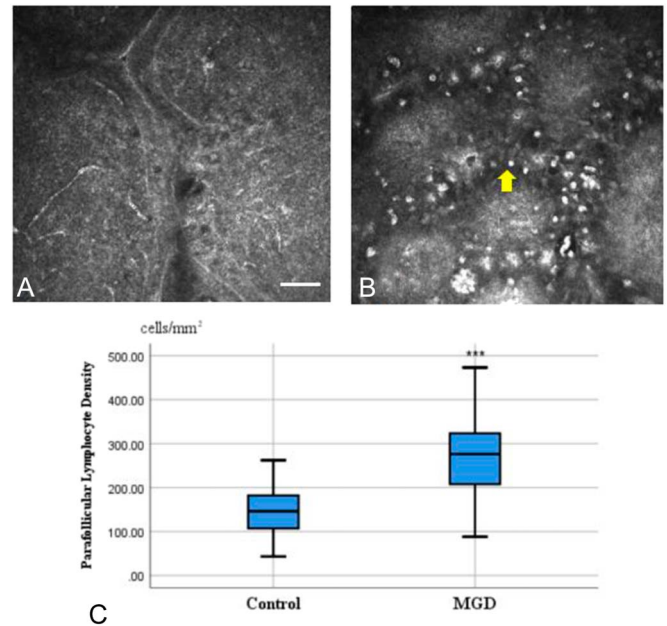 A
B
cells/mm²
Parafollicular Lymphocyte Density
500.00
400.00
300.00
200.00
100.00
.00
***
Control
MGD
C